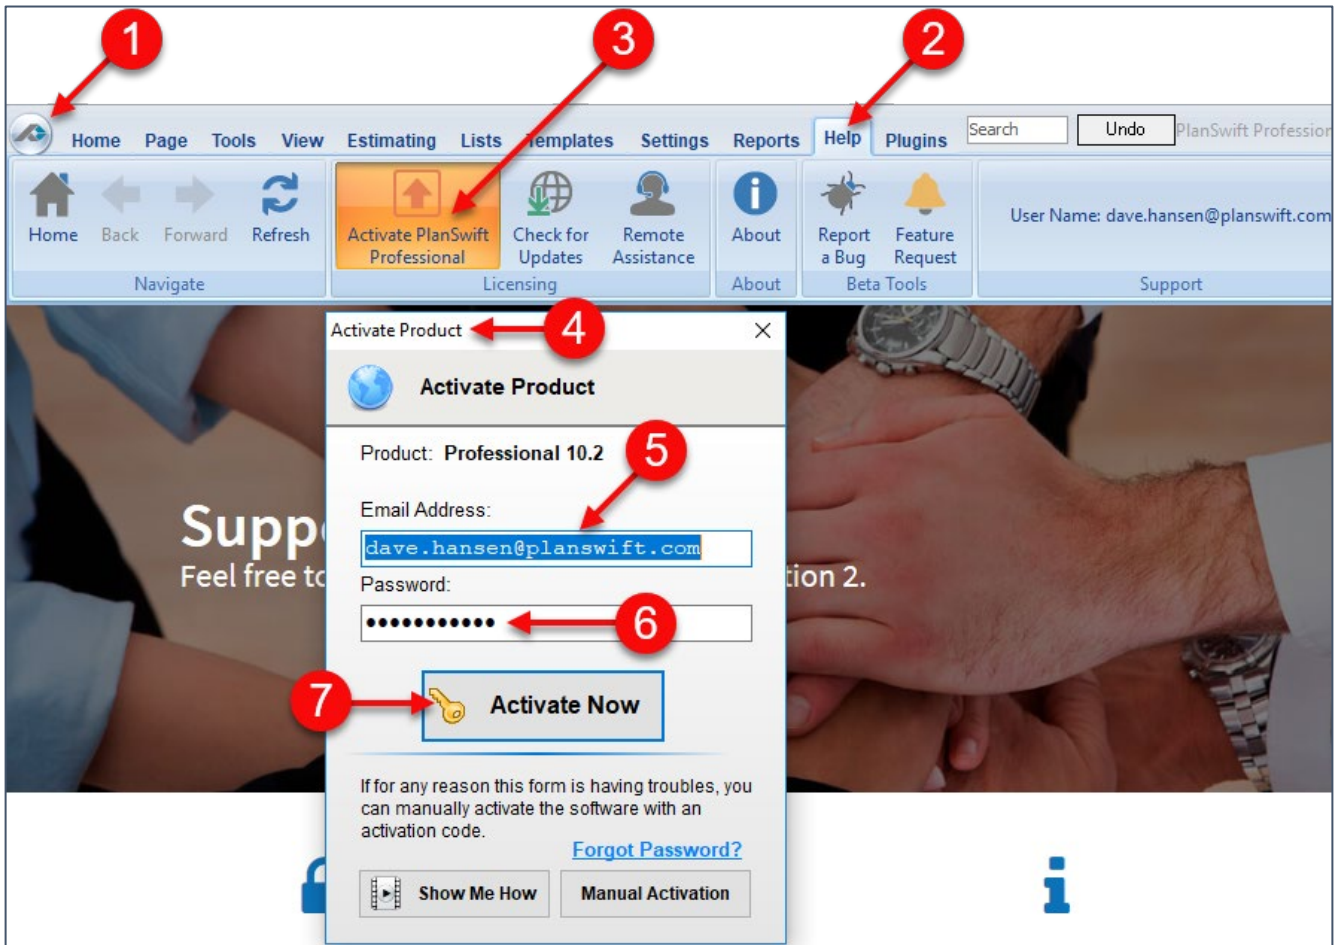 1
3
2
Home Page Tools View Estimating Lists Templates Settings Reports Help Plugins Search Undo PlanSwift Profession
Home Back Forward Refresh Activate PlanSwift Professional Check for Updates Remote Assistance About Report a Bug Feature Request User Name: dave.hansen@planswift.com
Navigate Licensing About Beta Tools Support
Activate Product 4
Activate Product
Product: Professional 10.2
5
Email Address:
dave.hansen@planswift.com
Supp
Feel free to
tion 2.
Password:
•••••••••••
6
7
Activate Now
If for any reason this form is having troubles, you
can manually activate the software with an
activation code.
Forgot Password?
Show Me How Manual Activation